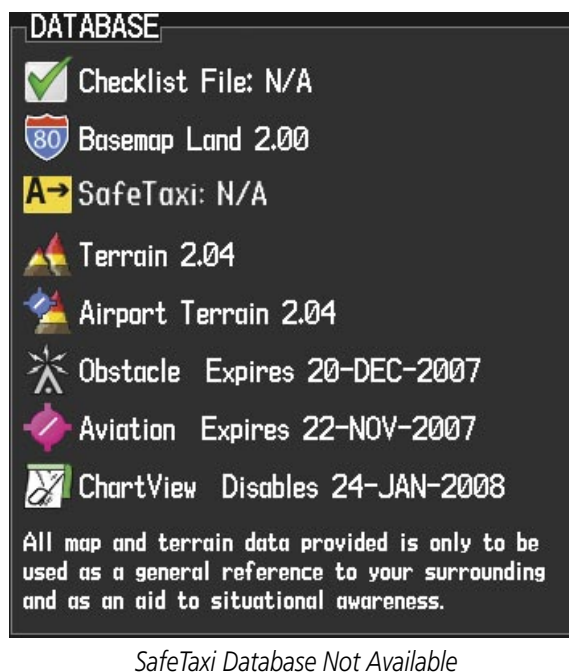 DATABASE
Checklist File: N/A
80 Basemap Land 2.00
A→ SafeTaxi: N/A
Terrain 2.04
Airport Terrain 2.04
Obstacle Expires 20-DEC-2007
Aviation Expires 22-NOV-2007
ChartView Disables 24-JAN-2008
All map and terrain data provided is only to be
used as a general reference to your surrounding
and as an aid to situational awareness.
SafeTaxi Database Not Available